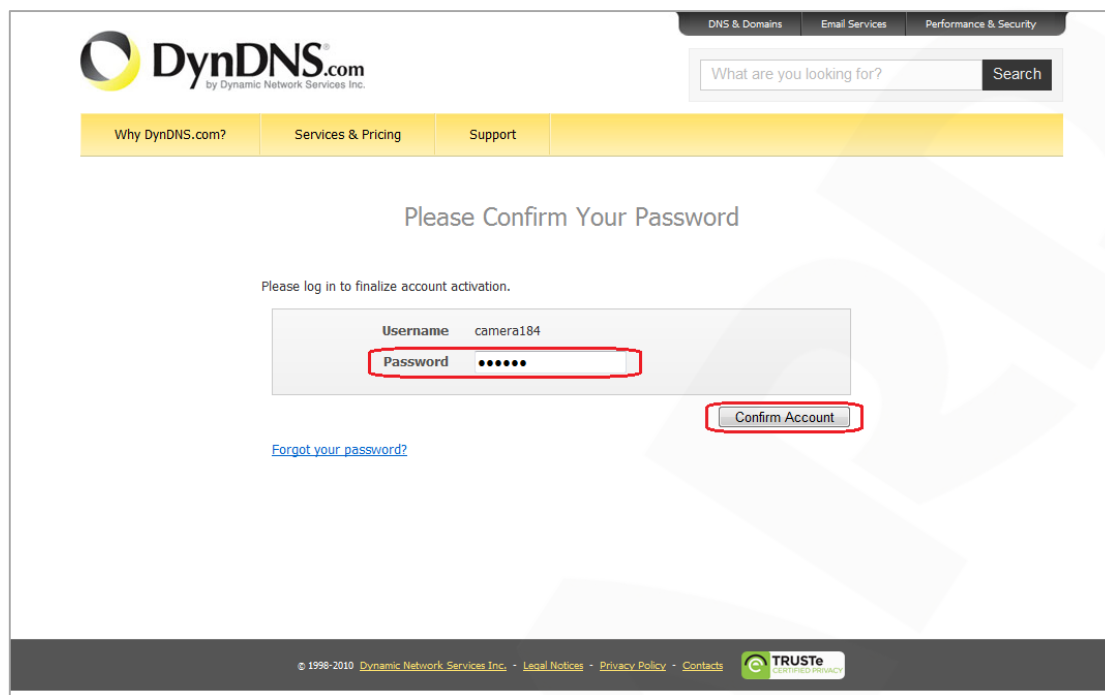 DNS & Domains Email Services Performance & Security
DynDNS.com
by Dynamic Network Services Inc.
What are you looking for? Search
Why DynDNS.com? Services & Pricing Support
Please Confirm Your Password
Please log in to finalize account activation.
Username camera184
Password ••••••
Confirm Account
Forgot your password?
© 1998-2010 Dynamic Network Services Inc. - Legal Notices - Privacy Policy - Contacts
TRUSTe
CERTIFIED PRIVACY